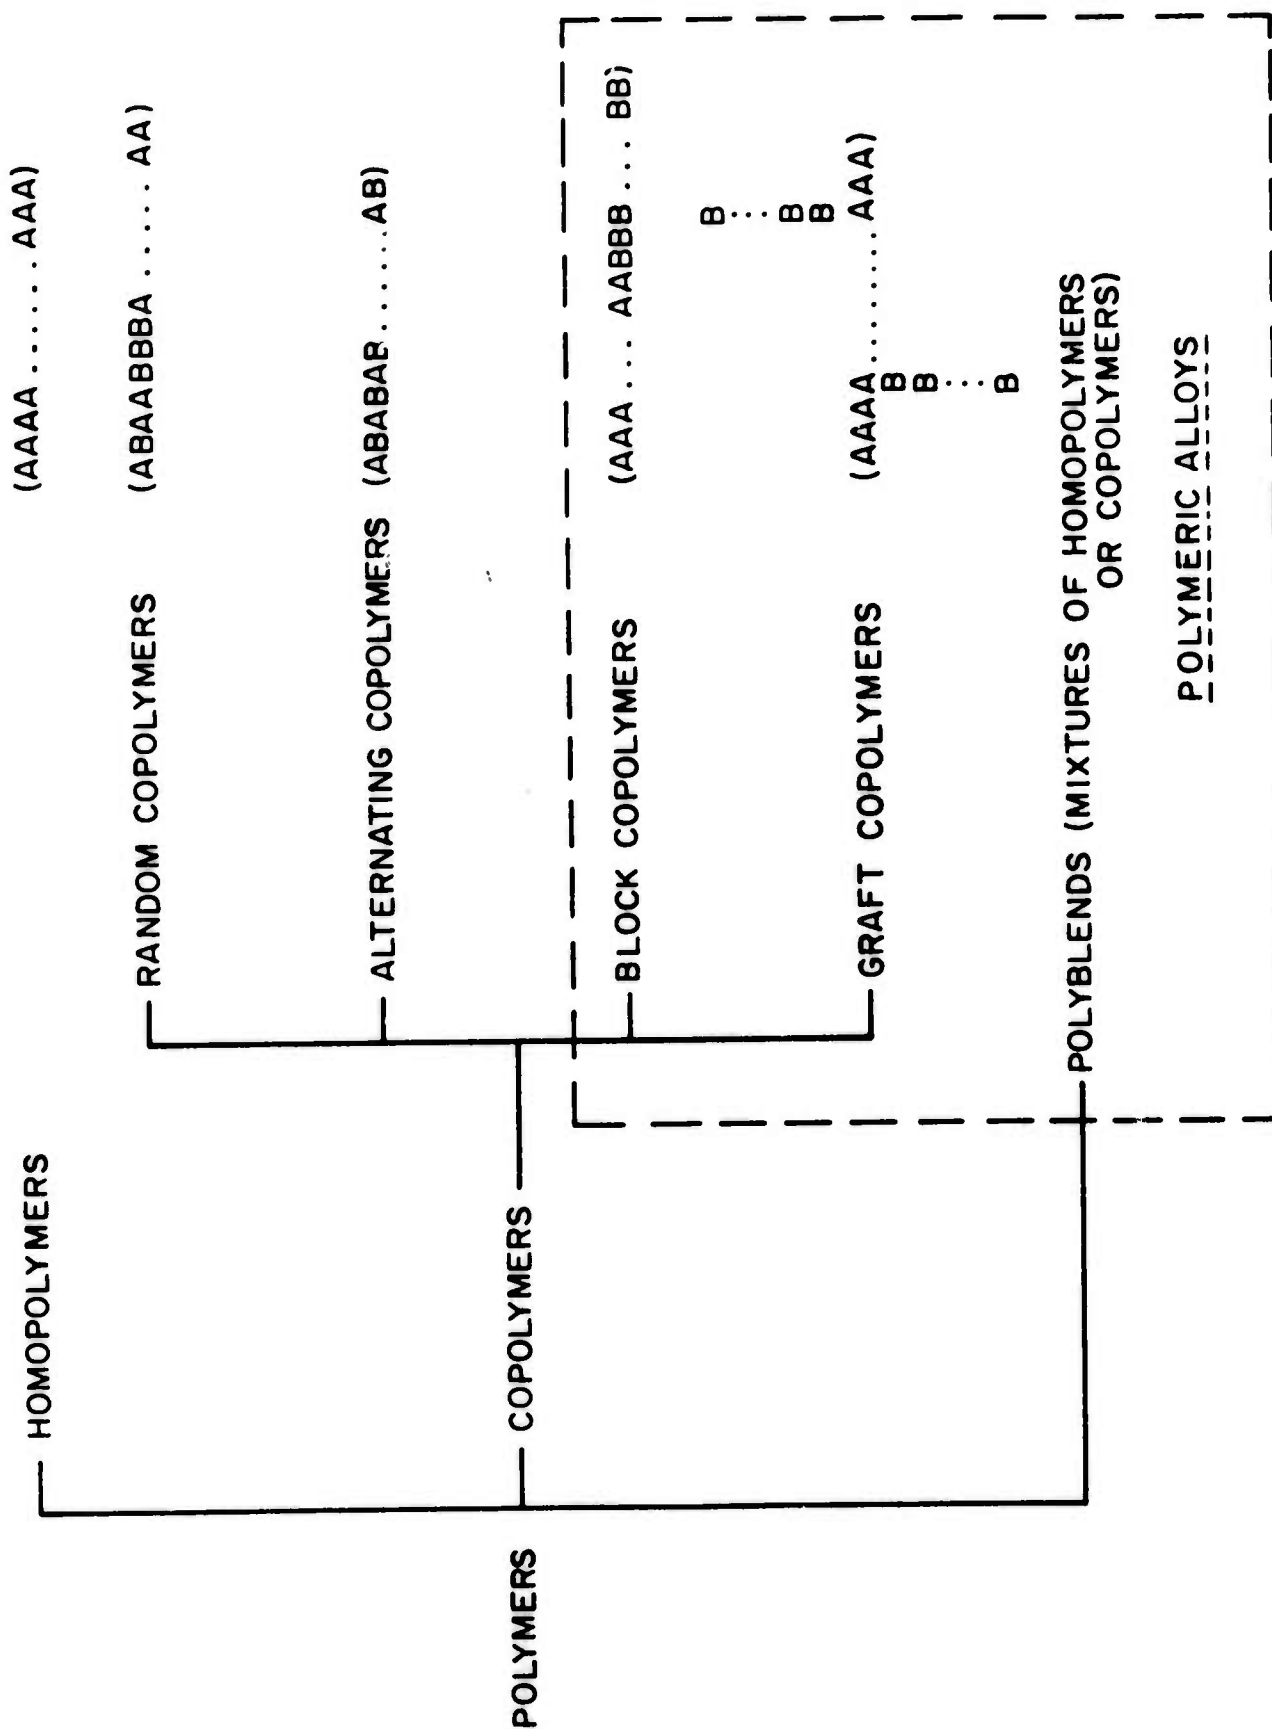 HOMOPOLYMERS (AAAA......AAA)
RANDOM COPOLYMERS (ABAABBBA ..... AA)
ALTERNATING COPOLYMERS (ABABAB......AB)
POLYMERS
COPOLYMERS
BLOCK COPOLYMERS (AAA ... AABBB ... BB)
B
...
B
B
GRAFT COPOLYMERS (AAAA.........AAA)
B
B
...
B
POLYBLENDS (MIXTURES OF HOMOPOLYMERS
OR COPOLYMERS)
POLYMERIC ALLOYS